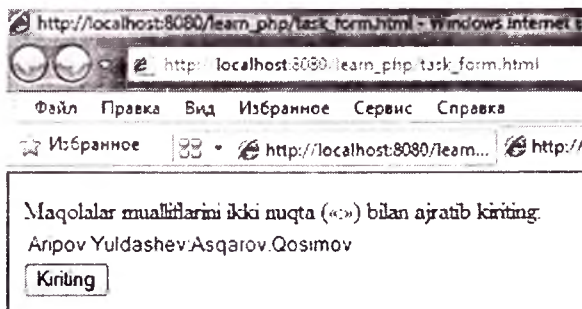 http://localhost:8080/learn_php/task_form.html - Windows Internet E
http://localhost:8080/learn_php/task_form.html
Файл Правка Вид Избранное Сервис Справка
Избранное http://localhost:8080/learn... http://
Maqolalar mualliflarini ikki nuqta («:») bilan ajratib kiriting:
Aripov:Yuldashev:Asqarov:Qosimov
Kiriting